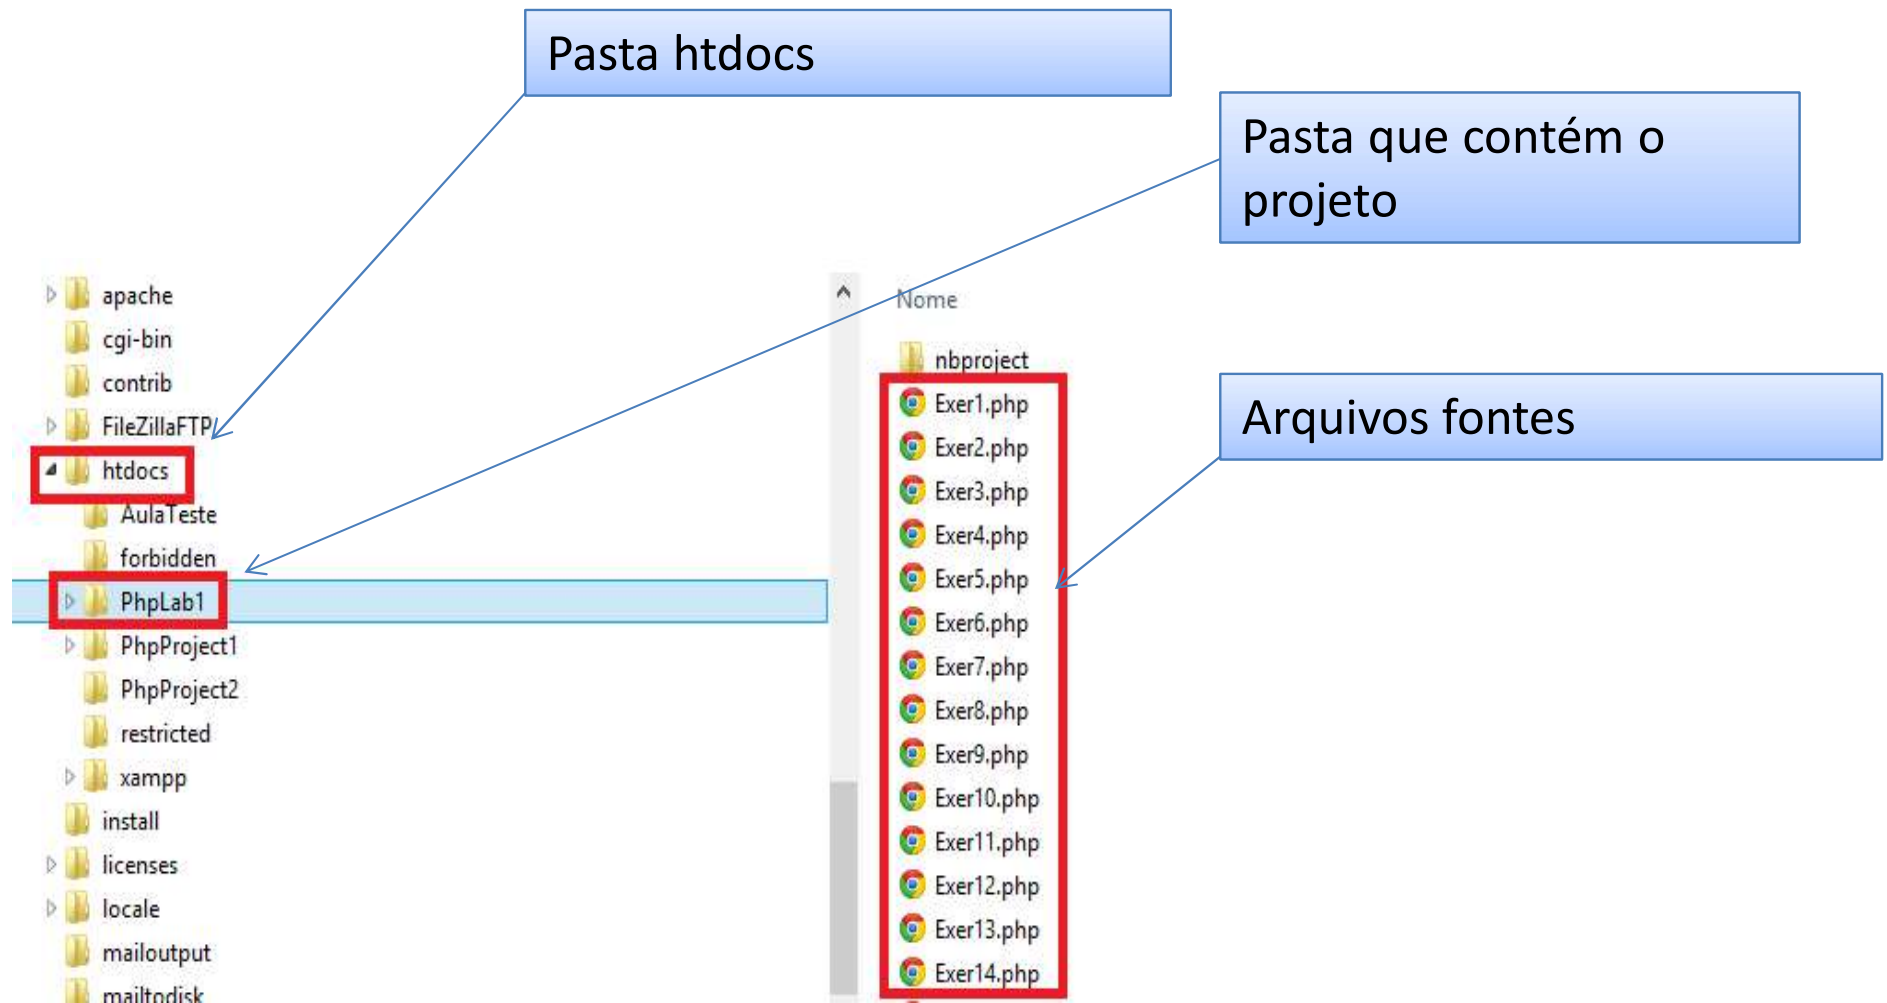 Pasta htdocs
Pasta que contém o
projeto
Arquivos fontes
apache
cgi-bin
contrib
FileZillaFTP
htdocs
AulaTeste
forbidden
PhpLab1
PhpProject1
PhpProject2
restricted
xampp
install
licenses
locale
mailoutput
mailtodisk
Nome
nbproject
Exer1.php
Exer2.php
Exer3.php
Exer4.php
Exer5.php
Exer6.php
Exer7.php
Exer8.php
Exer9.php
Exer10.php
Exer11.php
Exer12.php
Exer13.php
Exer14.php